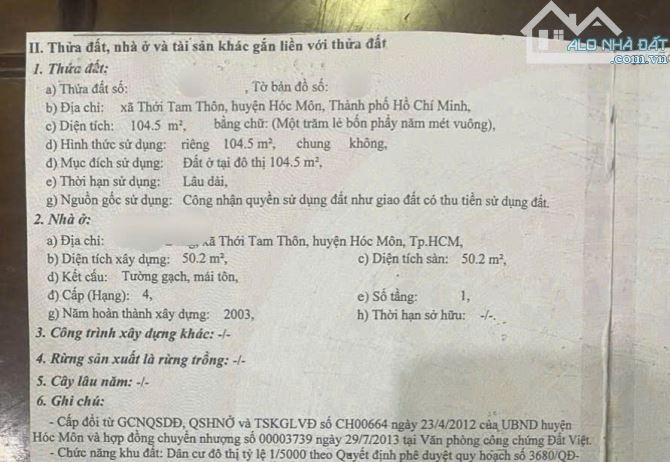 ALO NHÀ ĐẤT
.com.vn
II. Thửa đất, nhà ở và tài sản khác gắn liền với thửa đất
1. Thửa đất:
a) Thửa đất số: , Tờ bản đồ số:
b) Địa chỉ: xã Thới Tam Thôn, huyện Hóc Môn, Thành phố Hồ Chí Minh,
c) Diện tích: 104.5 m², bằng chữ: (Một trăm lẻ bốn phẩy năm mét vuông),
d) Hình thức sử dụng: riêng 104.5 m², chung không,
đ) Mục đích sử dụng: Đất ở tại đô thị 104.5 m²,
e) Thời hạn sử dụng: Lâu dài,
g) Nguồn gốc sử dụng: Công nhận quyền sử dụng đất như giao đất có thu tiền sử dụng đất.
2. Nhà ở:
a) Địa chỉ: xã Thới Tam Thôn, huyện Hóc Môn, Tp.HCM,
b) Diện tích xây dựng: 50.2 m², c) Diện tích sàn: 50.2 m²,
d) Kết cấu: Tường gạch, mái tôn,
đ) Cấp (Hạng): 4, e) Số tầng: 1,
g) Năm hoàn thành xây dựng: 2003, h) Thời hạn sở hữu: -/-.
3. Công trình xây dựng khác: -/-
4. Rừng sản xuất là rừng trồng: -/-
5. Cây lâu năm: -/-
6. Ghi chú:
- Cấp đổi từ GCNQSDĐ, QSHNỞ và TSKGLVĐ số CH00664 ngày 23/4/2012 của UBND huyện
Hóc Môn và hợp đồng chuyển nhượng số 00003739 ngày 29/7/2013 tại Văn phòng công chứng Đất Việt.
- Chức năng khu đất: Dân cư đô thị tỷ lệ 1/5000 theo Quyết định phê duyệt quy hoạch số 3680/QĐ-